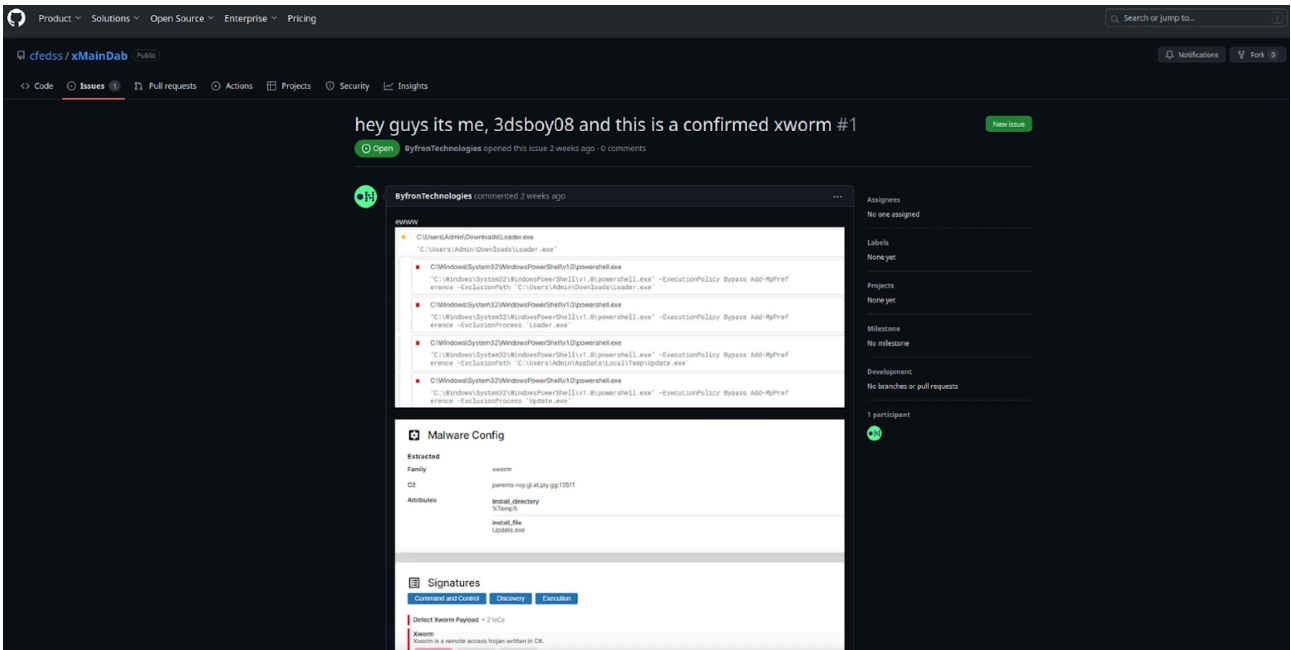 Product Solutions Open Source Enterprise Pricing
Search or jump to... /
cfedss / xMainDab Public
Notifications Fork 0
Code Issues 1 Pull requests Actions Projects Security Insights
hey guys its me, 3dsboy08 and this is a confirmed xworm #1
New issue
Open ByfronTechnologies opened this issue 2 weeks ago · 0 comments
ByfronTechnologies commented 2 weeks ago
ewww
C:\Users\Admin\Downloads\Loader.exe
"C:\Users\Admin\Downloads\Loader.exe"
C:\Windows\System32\WindowsPowerShell\v1.0\powershell.exe
"C:\Windows\System32\WindowsPowerShell\v1.0\powershell.exe" -ExecutionPolicy Bypass Add-MpPref
erence -ExclusionPath 'C:\Users\Admin\Downloads\Loader.exe'
C:\Windows\System32\WindowsPowerShell\v1.0\powershell.exe
"C:\Windows\System32\WindowsPowerShell\v1.0\powershell.exe" -ExecutionPolicy Bypass Add-MpPref
erence -ExclusionProcess 'Loader.exe'
C:\Windows\System32\WindowsPowerShell\v1.0\powershell.exe
"C:\Windows\System32\WindowsPowerShell\v1.0\powershell.exe" -ExecutionPolicy Bypass Add-MpPref
erence -ExclusionPath 'C:\Users\Admin\AppData\Local\Temp\Update.exe'
C:\Windows\System32\WindowsPowerShell\v1.0\powershell.exe
"C:\Windows\System32\WindowsPowerShell\v1.0\powershell.exe" -ExecutionPolicy Bypass Add-MpPref
erence -ExclusionProcess 'Update.exe'
Malware Config
Extracted
Family xworm
C2 parents-roy.gl.at.ply.gg:13511
Attributes Install_directory
%Temp%
install_file
Update.exe
Signatures
Command and Control Discovery Execution
Detect Xworm Payload • 2 IoCs
Xworm
Xworm is a remote access trojan written in C#.
Assignees
No one assigned
Labels
None yet
Projects
None yet
Milestone
No milestone
Development
No branches or pull requests
1 participant